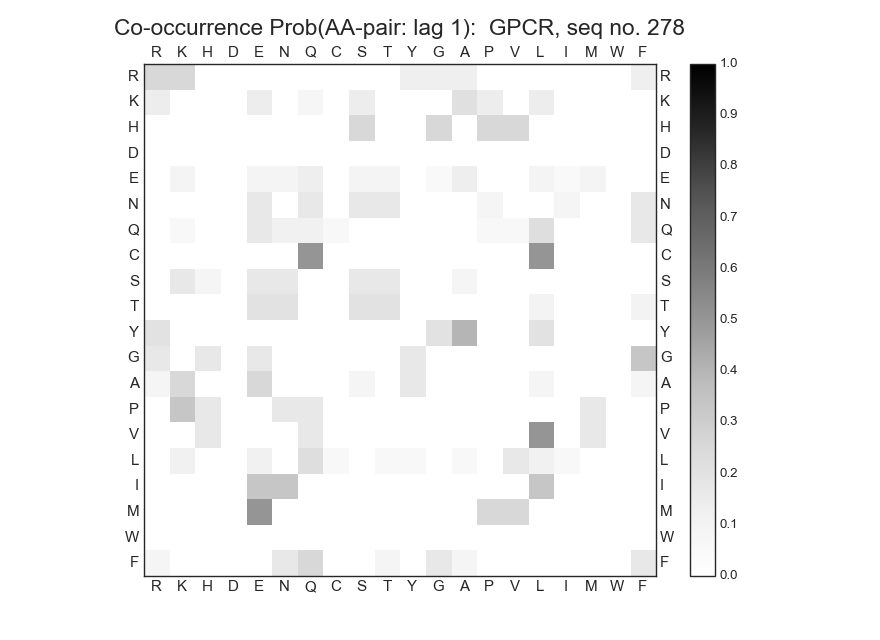 Co-occurrence Prob(AA-pair: lag 1):  GPCR, seq no. 278
R K H D E N Q C S T Y G A P V L I M W F
R R 1.0
K K 0.9
H H
D D 0.8
E E
N N 0.7
Q Q
C C 0.6
S S
T T 0.5
Y Y
G G 0.4
A A
P P 0.3
V V
L L 0.2
I I
M M 0.1
W W
F F 0.0
R K H D E N Q C S T Y G A P V L I M W F